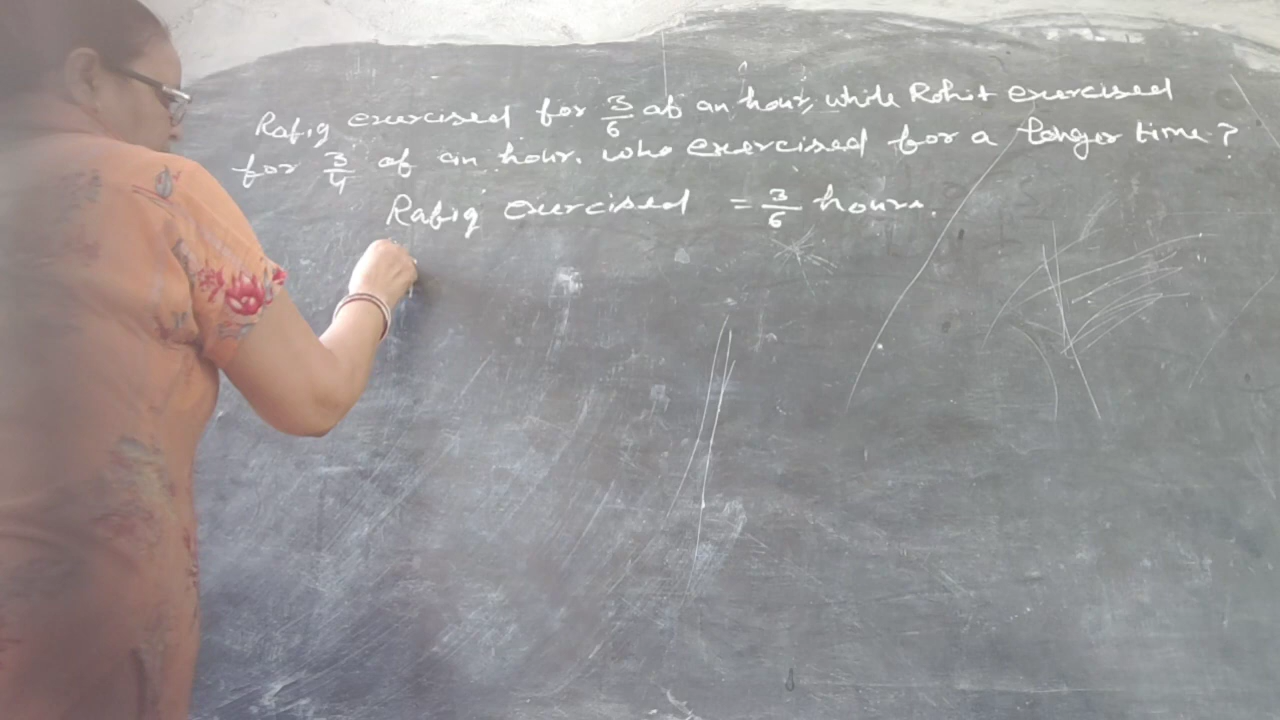 Rafiq exercised for 3/6 of an hour, while Rohit exercised
for 3/4 of an hour. who exercised for a longer time?
Rafiq exercised = 3/6 hours.